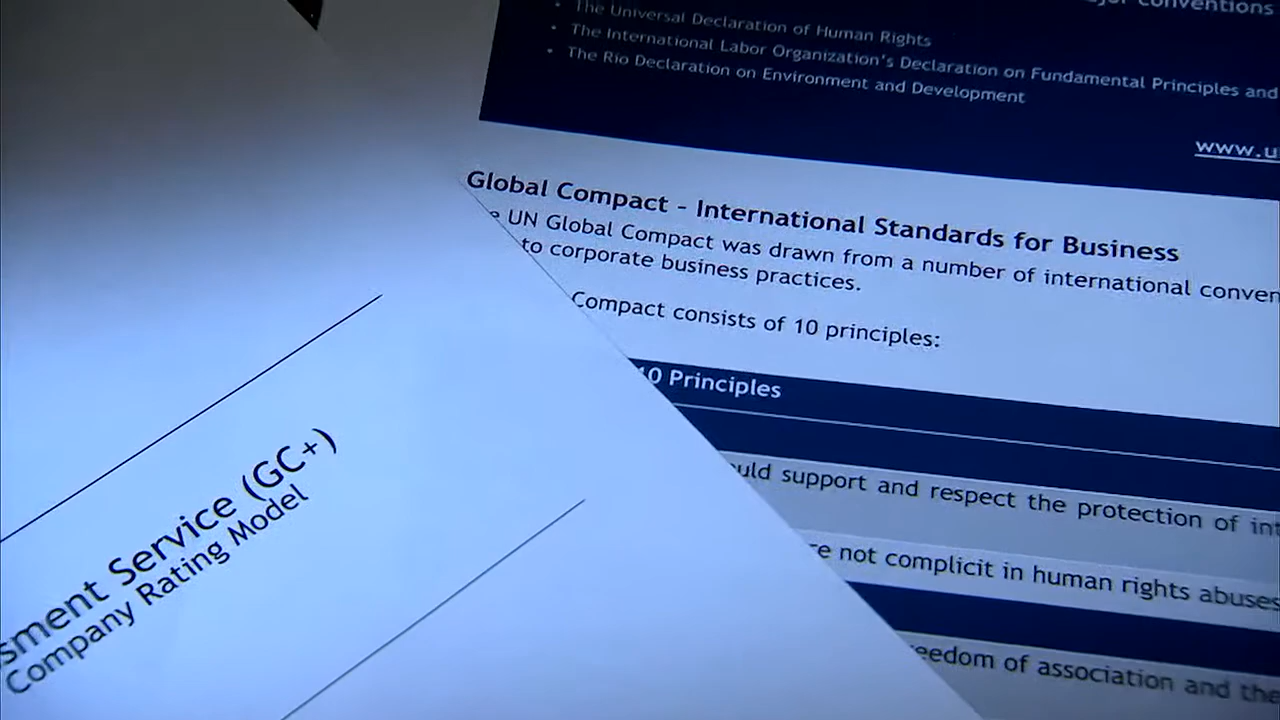 Conventions
• The Universal Declaration of Human Rights
• The International Labor Organization's Declaration on Fundamental Principles and
• The Rio Declaration on Environment and Development
www.u
Global Compact - International Standards for Business
UN Global Compact was drawn from a number of international conven
to corporate business practices.
Compact consists of 10 principles:
10 Principles
uld support and respect the protection of int
e not complicit in human rights abuses
eedom of association and the
sment Service (GC+)
Company Rating Model